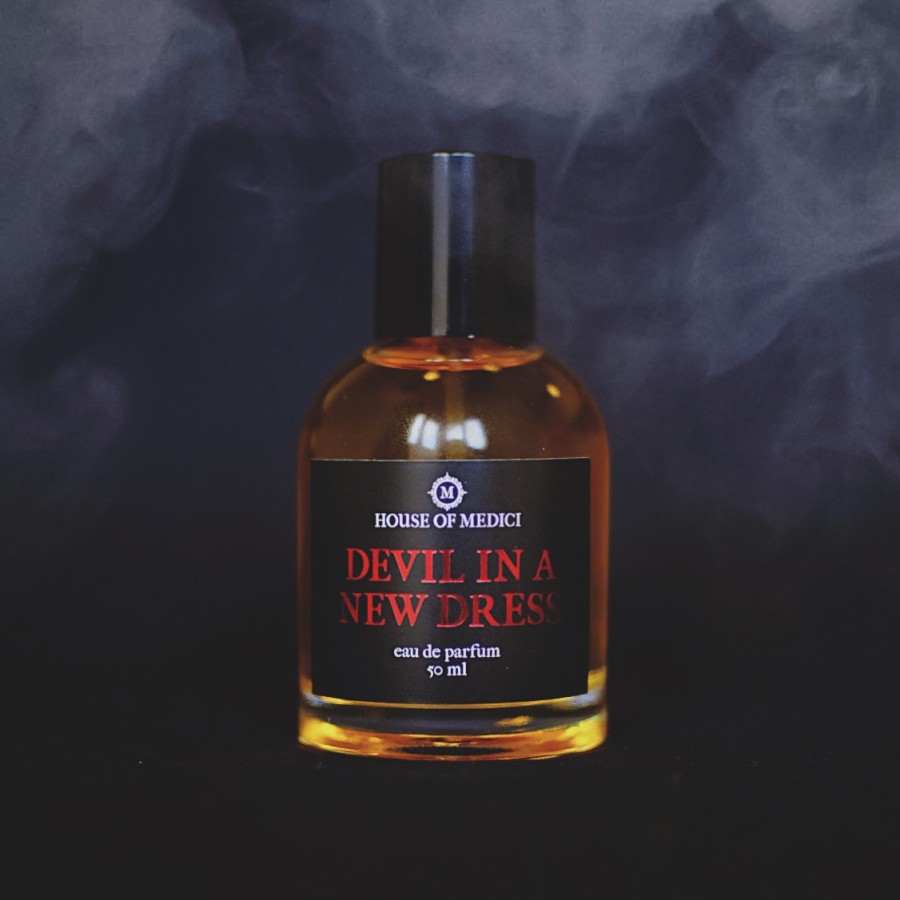 M
HOUSE OF MEDICI
DEVIL IN A
NEW DRESS
eau de parfum
50 ml